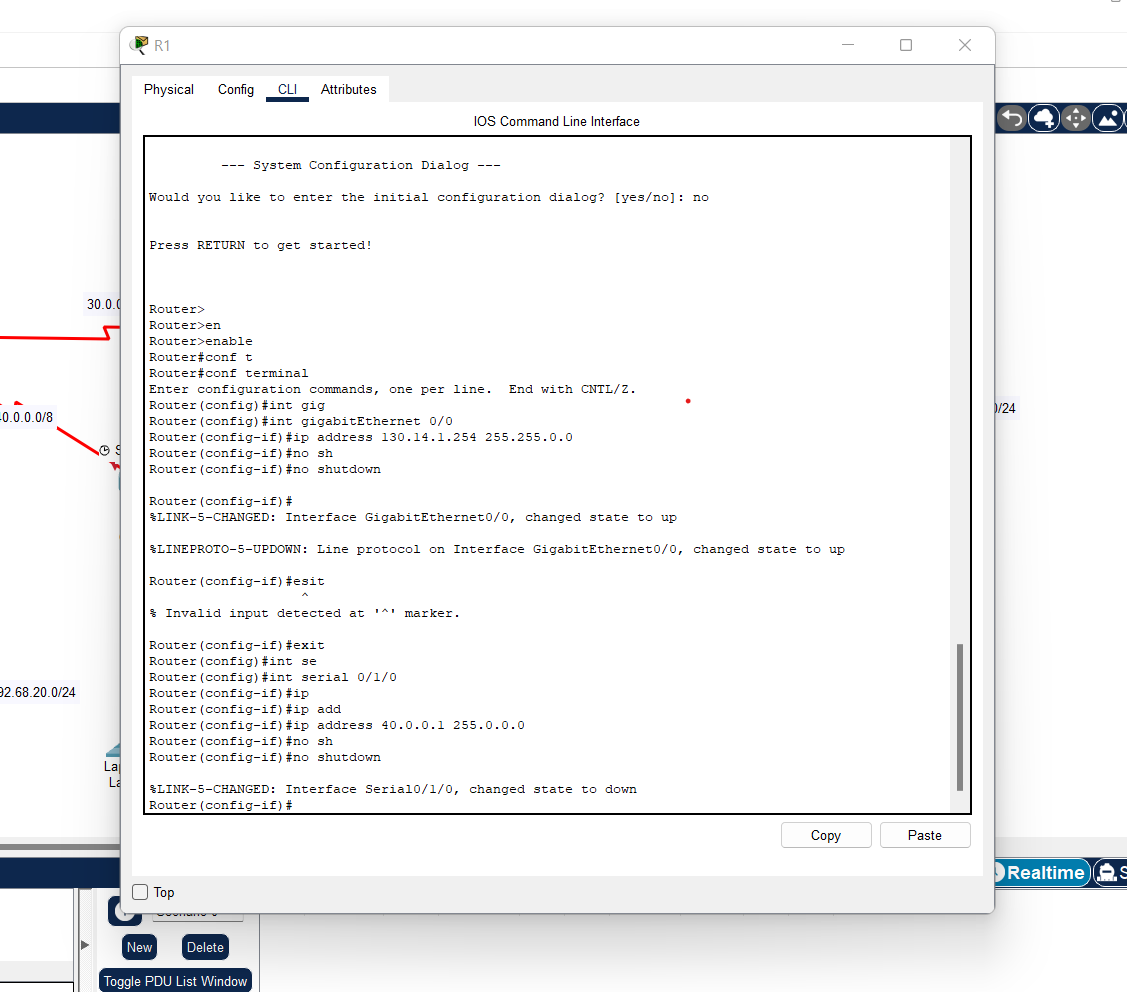 R1
Physical Config CLI Attributes
IOS Command Line Interface
--- System Configuration Dialog ---
Would you like to enter the initial configuration dialog? [yes/no]: no
Press RETURN to get started!
Router>
Router>en
Router>enable
Router#conf t
Router#conf terminal
Enter configuration commands, one per line.  End with CNTL/Z.
Router(config)#int gig
Router(config)#int gigabitEthernet 0/0
Router(config-if)#ip address 130.14.1.254 255.255.0.0
Router(config-if)#no sh
Router(config-if)#no shutdown
Router(config-if)#
%LINK-5-CHANGED: Interface GigabitEthernet0/0, changed state to up
%LINEPROTO-5-UPDOWN: Line protocol on Interface GigabitEthernet0/0, changed state to up
Router(config-if)#esit
^
% Invalid input detected at '^' marker.
Router(config-if)#exit
Router(config)#int se
Router(config)#int serial 0/1/0
Router(config-if)#ip
Router(config-if)#ip add
Router(config-if)#ip address 40.0.0.1 255.0.0.0
Router(config-if)#no sh
Router(config-if)#no shutdown
%LINK-5-CHANGED: Interface Serial0/1/0, changed state to down
Router(config-if)#
Copy Paste
Top
30.0.0
0.0.0.0/8
92.68.20.0/24
/24
Realtime
New Delete
Toggle PDU List Window